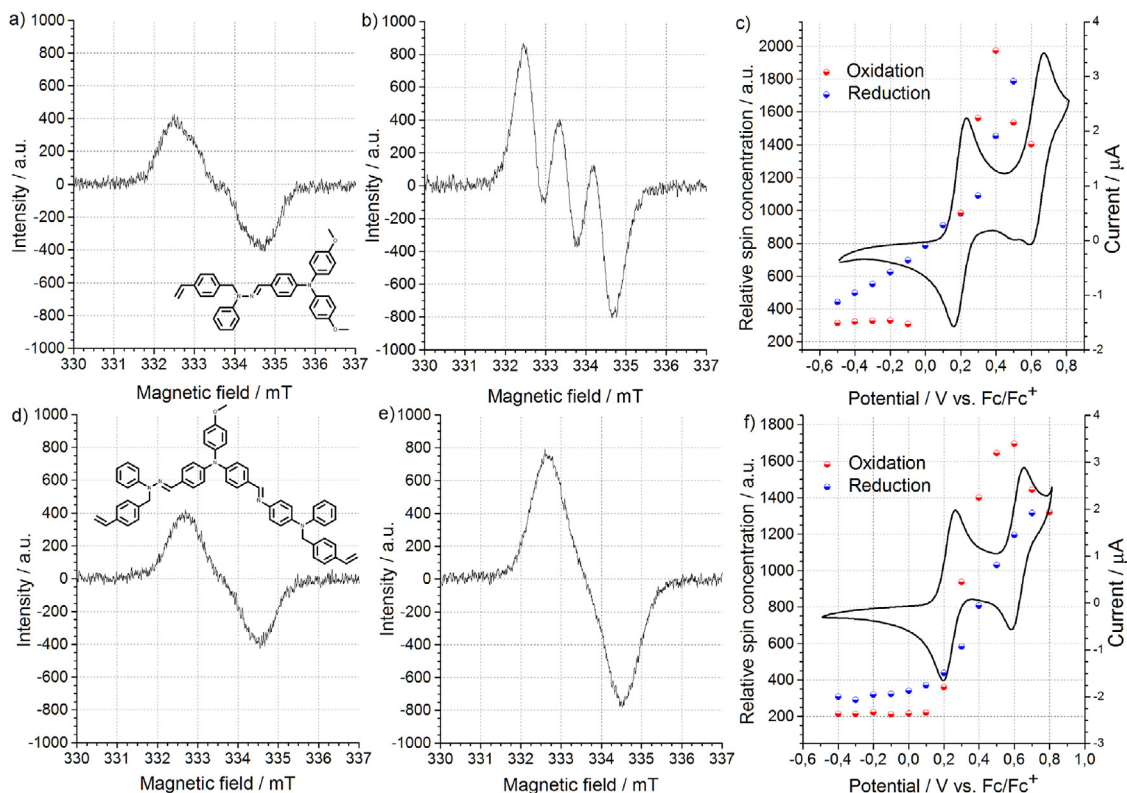 a)
1000
800
600
400
200
0
-200
-400
-600
-800
-1000
Intensity / a.u.
330 331 332 333 334 335 336 337
Magnetic field / mT
N
N
N
O
O
b)
1000
800
600
400
200
0
-200
-400
-600
-800
-1000
Intensity / a.u.
330 331 332 333 334 335 336 337
Magnetic field / mT
c)
2000
1800
1600
1400
1200
1000
800
600
400
200
Relative spin concentration / a.u.
Oxidation
Reduction
4
3
2
1
0
-1
-2
Current / μA
-0,6 -0,4 -0,2 0,0 0,2 0,4 0,6 0,8
Potential / V vs. Fc/Fc+
d)
1000
800
600
400
200
0
-200
-400
-600
-800
-1000
Intensity / a.u.
330 331 332 333 334 335 336 337
Magnetic field / mT
O
N
N
N
N
N
e)
1000
800
600
400
200
0
-200
-400
-600
-800
-1000
Intensity / a.u.
330 331 332 333 334 335 336 337
Magnetic field / mT
f)
1800
1600
1400
1200
1000
800
600
400
200
Relative spin concentration / a.u.
Oxidation
Reduction
4
3
2
1
0
-1
-2
-3
Current / μA
-0,6 -0,4 -0,2 0,0 0,2 0,4 0,6 0,8 1,0
Potential / V vs. Fc/Fc+